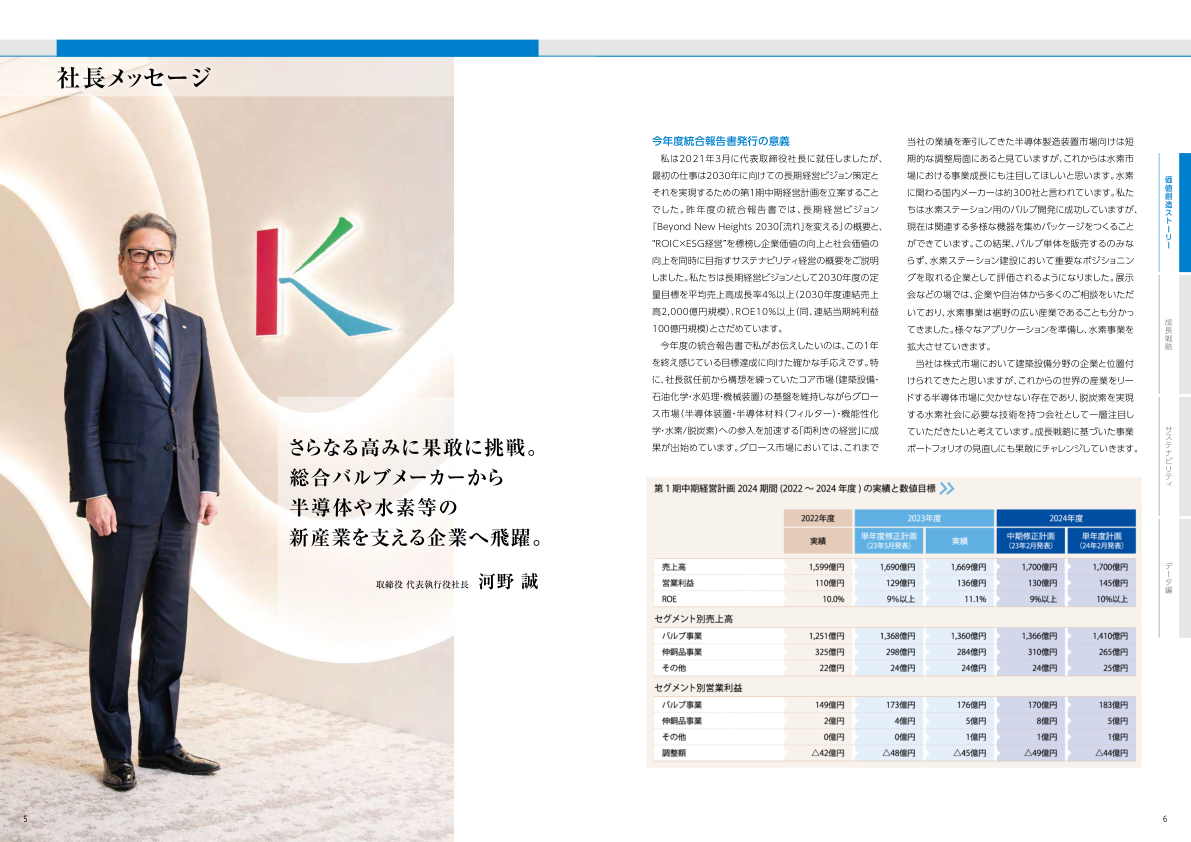 社長メッセージ
さらなる高みに果敢に挑戦。
総合バルブメーカーから
半導体や水素等の
新産業を支える企業へ飛躍。
取締役 代表執行役社長 河野 誠
5
今年度統合報告書発行の意義
私は2021年3月に代表取締役社長に就任しましたが、
最初の仕事は2030年に向けての長期経営ビジョン策定と
それを実現するための第1期中期経営計画を立案すること
でした。昨年度の統合報告書では、長期経営ビジョン
『Beyond New Heights 2030「流れ」を変える』の概要と、
“ROIC×ESG経営”を標榜し企業価値の向上と社会価値の
向上を同時に目指すサステナビリティ経営の概要をご説明
しました。私たちは長期経営ビジョンとして2030年度の定
量目標を平均売上高成長率4%以上（2030年度連結売上
高2,000億円規模）、ROE10%以上（同、連結当期純利益
100億円規模）とさだめています。
今年度の統合報告書で私がお伝えしたいのは、この1年
を終え感じている目標達成に向けた確かな手応えです。特
に、社長就任前から構想を練っていたコア市場（建築設備・
石油化学・水処理・機械装置）の基盤を維持しながらグロー
ス市場（半導体装置・半導体材料（フィルター）・機能性化
学・水素/脱炭素）への参入を加速する「両利きの経営」に成
果が出始めています。グロース市場においては、これまで
当社の業績を牽引してきた半導体製造装置市場向けは短
期的な調整局面にあると見ていますが、これからは水素市
場における事業成長にも注目してほしいと思います。水素
に関わる国内メーカーは約300社と言われています。私た
ちは水素ステーション用のバルブ開発に成功していますが、
現在は関連する多様な機器を集めパッケージをつくること
ができています。この結果、バルブ単体を販売するのみな
らず、水素ステーション建設において重要なポジショニン
グを取れる企業として評価されるようになりました。展示
会などの場では、企業や自治体から多くのご相談をいただ
いており、水素事業は裾野の広い産業であることも分かっ
てきました。様々なアプリケーションを準備し、水素事業を
拡大させていきます。
当社は株式市場において建築設備分野の企業と位置付
けられてきたと思いますが、これからの世界の産業をリー
ドする半導体市場に欠かせない存在であり、脱炭素を実現
する水素社会に必要な技術を持つ会社として一層注目し
ていただきたいと考えています。成長戦略に基づいた事業
ポートフォリオの見直しにも果敢にチャレンジしていきます。
第1期中期経営計画 2024 期間 (2022 〜 2024 年度 ) の実績と数値目標
2022年度 2023年度 2024年度
実績 単年度修正計画 (23年5月発表) 実績 中期修正計画 (23年2月発表) 単年度計画 (24年2月発表)
売上高 1,599億円 1,690億円 1,669億円 1,700億円 1,700億円
営業利益 110億円 129億円 136億円 130億円 145億円
ROE 10.0% 9%以上 11.1% 9%以上 10%以上
セグメント別売上高
バルブ事業 1,251億円 1,368億円 1,360億円 1,366億円 1,410億円
伸銅品事業 325億円 298億円 284億円 310億円 265億円
その他 22億円 24億円 24億円 24億円 25億円
セグメント別営業利益
バルブ事業 149億円 173億円 176億円 170億円 183億円
伸銅品事業 2億円 4億円 5億円 8億円 5億円
その他 0億円 0億円 1億円 1億円 1億円
調整額 △42億円 △48億円 △45億円 △49億円 △44億円
価値創造ストーリー
成長戦略
サステナビリティ
データ編
6